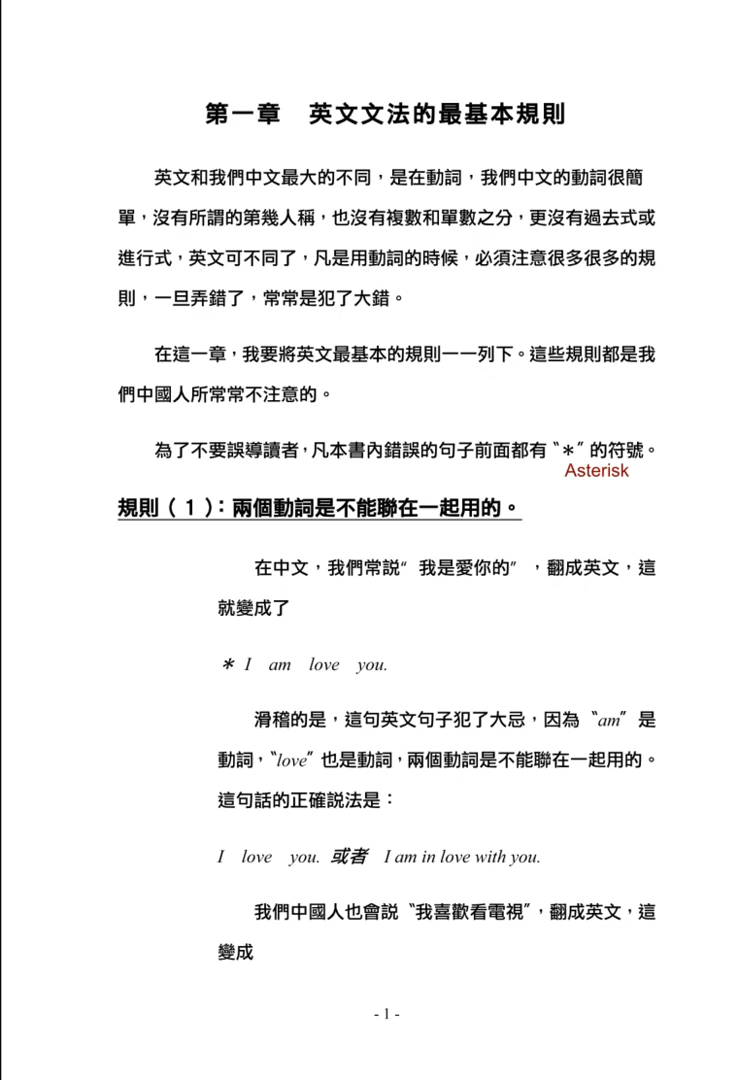 第一章　英文文法的最基本規則
英文和我們中文最大的不同，是在動詞，我們中文的動詞很簡
單，沒有所謂的第幾人稱，也沒有複數和單數之分，更沒有過去式或
進行式，英文可不同了，凡是用動詞的時候，必須注意很多很多的規
則，一旦弄錯了，常常是犯了大錯。
在這一章，我要將英文最基本的規則一一列下。這些規則都是我
們中國人所常常不注意的。
為了不要誤導讀者，凡本書內錯誤的句子前面都有〝＊〞的符號。
Asterisk
規則（１）：兩個動詞是不能聯在一起用的。
在中文，我們常説“ 我是愛你的” ，翻成英文，這
就變成了
＊ I am love you.
滑稽的是，這句英文句子犯了大忌，因為〝am〞是
動詞，〝love〞也是動詞，兩個動詞是不能聯在一起用的。
這句話的正確説法是：
I love you. 或者 I am in love with you.
我們中國人也會説〝我喜歡看電視〞，翻成英文，這
變成
- 1 -